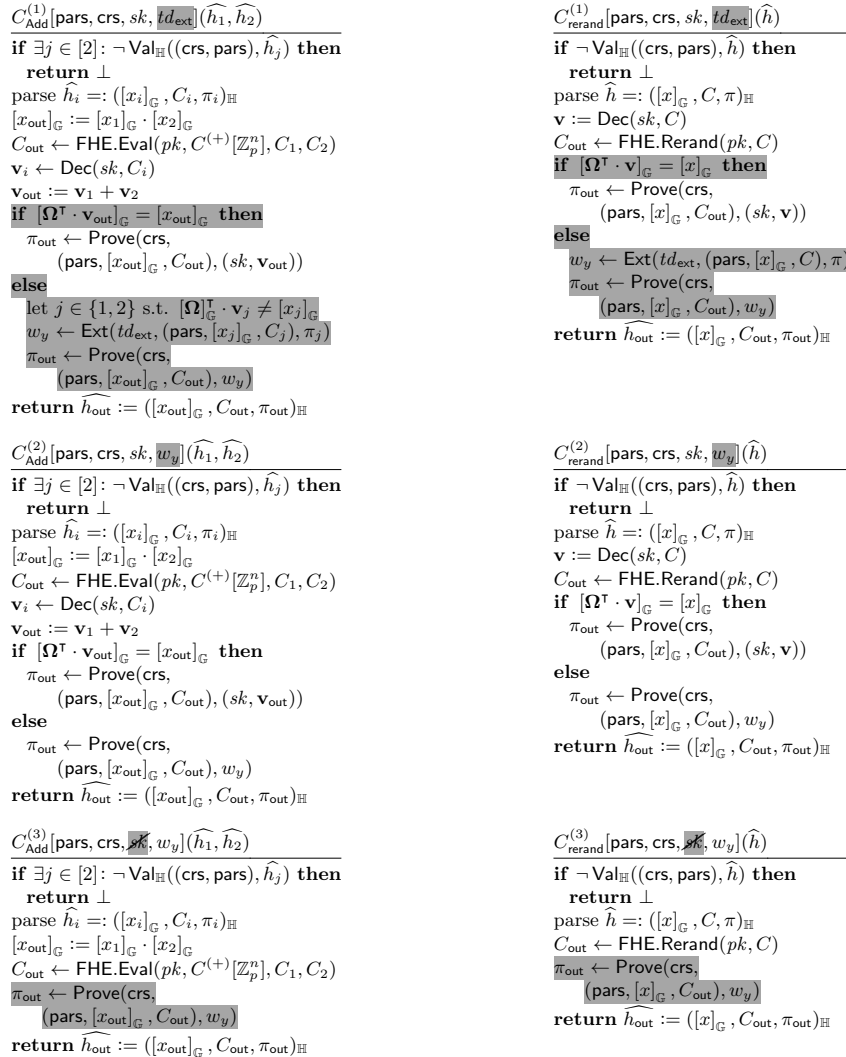 C_Add^(1)[pars, crs, sk, td_ext](ĥ_1, ĥ_2)
if ∃j ∈ [2]: ¬ Val_ℍ((crs, pars), ĥ_j) then
return ⊥
parse ĥ_i =: ([x_i]_𝔾, C_i, π_i)_ℍ
[x_out]_𝔾 := [x_1]_𝔾 · [x_2]_𝔾
C_out ← FHE.Eval(pk, C^(+)[ℤ_p^n], C_1, C_2)
v_i ← Dec(sk, C_i)
v_out := v_1 + v_2
if [Ω^⊺ · v_out]_𝔾 = [x_out]_𝔾 then
π_out ← Prove(crs,
(pars, [x_out]_𝔾, C_out), (sk, v_out))
else
let j ∈ {1, 2} s.t. [Ω]_𝔾^⊺ · v_j ≠ [x_j]_𝔾
w_y ← Ext(td_ext, (pars, [x_j]_𝔾, C_j), π_j)
π_out ← Prove(crs,
(pars, [x_out]_𝔾, C_out), w_y)
return ĥ_out := ([x_out]_𝔾, C_out, π_out)_ℍ
C_rerand^(1)[pars, crs, sk, td_ext](ĥ)
if ¬ Val_ℍ((crs, pars), ĥ) then
return ⊥
parse ĥ =: ([x]_𝔾, C, π)_ℍ
v := Dec(sk, C)
C_out ← FHE.Rerand(pk, C)
if [Ω^⊺ · v]_𝔾 = [x]_𝔾 then
π_out ← Prove(crs,
(pars, [x]_𝔾, C_out), (sk, v))
else
w_y ← Ext(td_ext, (pars, [x]_𝔾, C), π)
π_out ← Prove(crs,
(pars, [x]_𝔾, C_out), w_y)
return ĥ_out := ([x]_𝔾, C_out, π_out)_ℍ
C_Add^(2)[pars, crs, sk, w_y](ĥ_1, ĥ_2)
if ∃j ∈ [2]: ¬ Val_ℍ((crs, pars), ĥ_j) then
return ⊥
parse ĥ_i =: ([x_i]_𝔾, C_i, π_i)_ℍ
[x_out]_𝔾 := [x_1]_𝔾 · [x_2]_𝔾
C_out ← FHE.Eval(pk, C^(+)[ℤ_p^n], C_1, C_2)
v_i ← Dec(sk, C_i)
v_out := v_1 + v_2
if [Ω^⊺ · v_out]_𝔾 = [x_out]_𝔾 then
π_out ← Prove(crs,
(pars, [x_out]_𝔾, C_out), (sk, v_out))
else
π_out ← Prove(crs,
(pars, [x_out]_𝔾, C_out), w_y)
return ĥ_out := ([x_out]_𝔾, C_out, π_out)_ℍ
C_rerand^(2)[pars, crs, sk, w_y](ĥ)
if ¬ Val_ℍ((crs, pars), ĥ) then
return ⊥
parse ĥ =: ([x]_𝔾, C, π)_ℍ
v := Dec(sk, C)
C_out ← FHE.Rerand(pk, C)
if [Ω^⊺ · v]_𝔾 = [x]_𝔾 then
π_out ← Prove(crs,
(pars, [x]_𝔾, C_out), (sk, v))
else
π_out ← Prove(crs,
(pars, [x]_𝔾, C_out), w_y)
return ĥ_out := ([x]_𝔾, C_out, π_out)_ℍ
C_Add^(3)[pars, crs, sk, w_y](ĥ_1, ĥ_2)
if ∃j ∈ [2]: ¬ Val_ℍ((crs, pars), ĥ_j) then
return ⊥
parse ĥ_i =: ([x_i]_𝔾, C_i, π_i)_ℍ
[x_out]_𝔾 := [x_1]_𝔾 · [x_2]_𝔾
C_out ← FHE.Eval(pk, C^(+)[ℤ_p^n], C_1, C_2)
π_out ← Prove(crs,
(pars, [x_out]_𝔾, C_out), w_y)
return ĥ_out := ([x_out]_𝔾, C_out, π_out)_ℍ
C_rerand^(3)[pars, crs, sk, w_y](ĥ)
if ¬ Val_ℍ((crs, pars), ĥ) then
return ⊥
parse ĥ =: ([x]_𝔾, C, π)_ℍ
C_out ← FHE.Rerand(pk, C)
π_out ← Prove(crs,
(pars, [x]_𝔾, C_out), w_y)
return ĥ_out := ([x]_𝔾, C_out, π_out)_ℍ